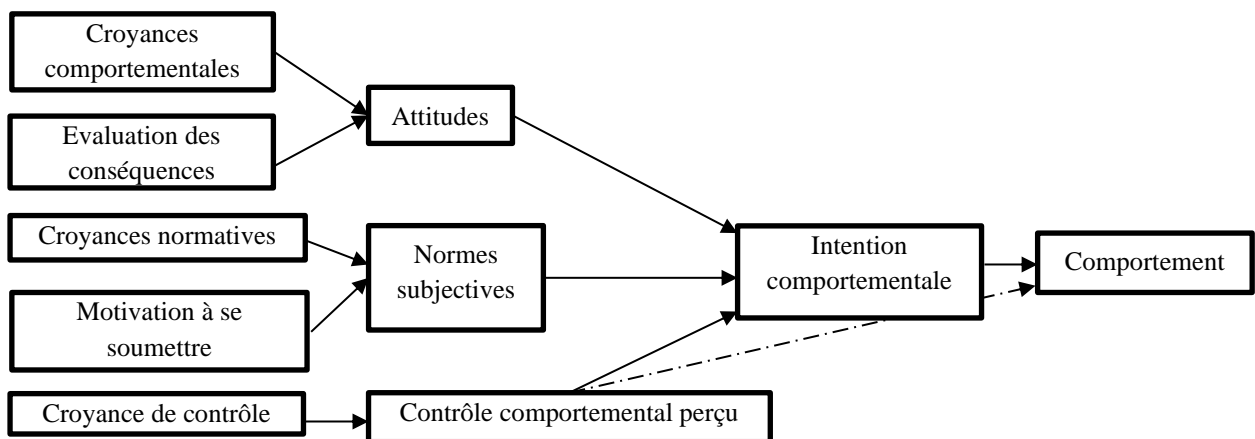 Croyances
comportementales
Evaluation des
conséquences
Attitudes
Croyances normatives
Motivation à se
soumettre
Normes
subjectives
Croyance de contrôle
Contrôle comportemental perçu
Intention
comportementale
Comportement